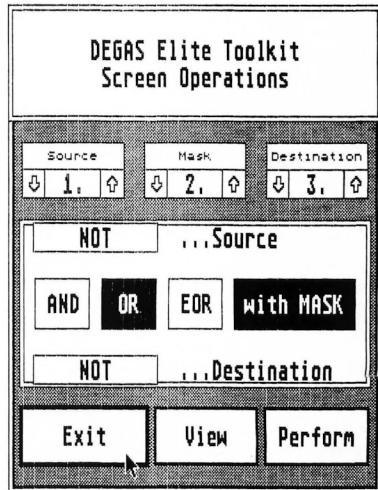 DEGAS Elite Toolkit
Screen Operations
Source Mask Destination
⇩ 1. ⇧ ⇩ 2. ⇧ ⇩ 3. ⇧
NOT ...Source
AND OR EOR with MASK
NOT ...Destination
Exit View Perform